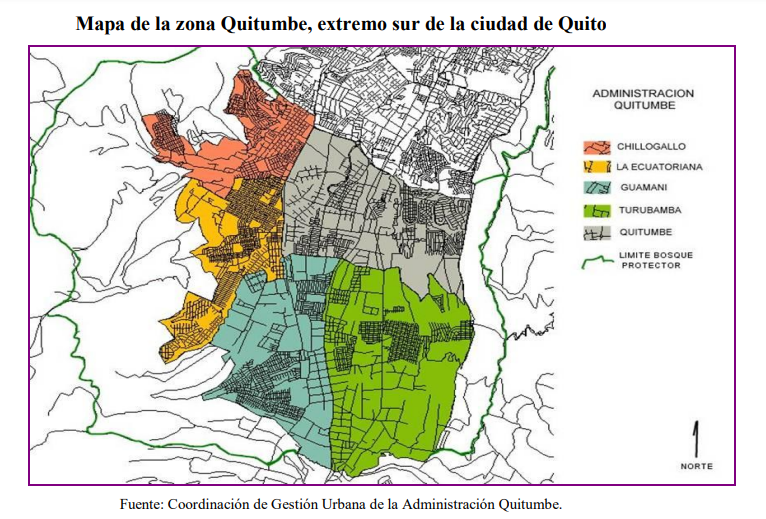 Mapa de la zona Quitumbe, extremo sur de la ciudad de Quito
ADMINISTRACION
QUITUMBE
CHILLOGALLO
LA ECUATORIANA
GUAMANI
TURUBAMBA
QUITUMBE
LIMITE BOSQUE
PROTECTOR
NORTE
Fuente: Coordinación de Gestión Urbana de la Administración Quitumbe.